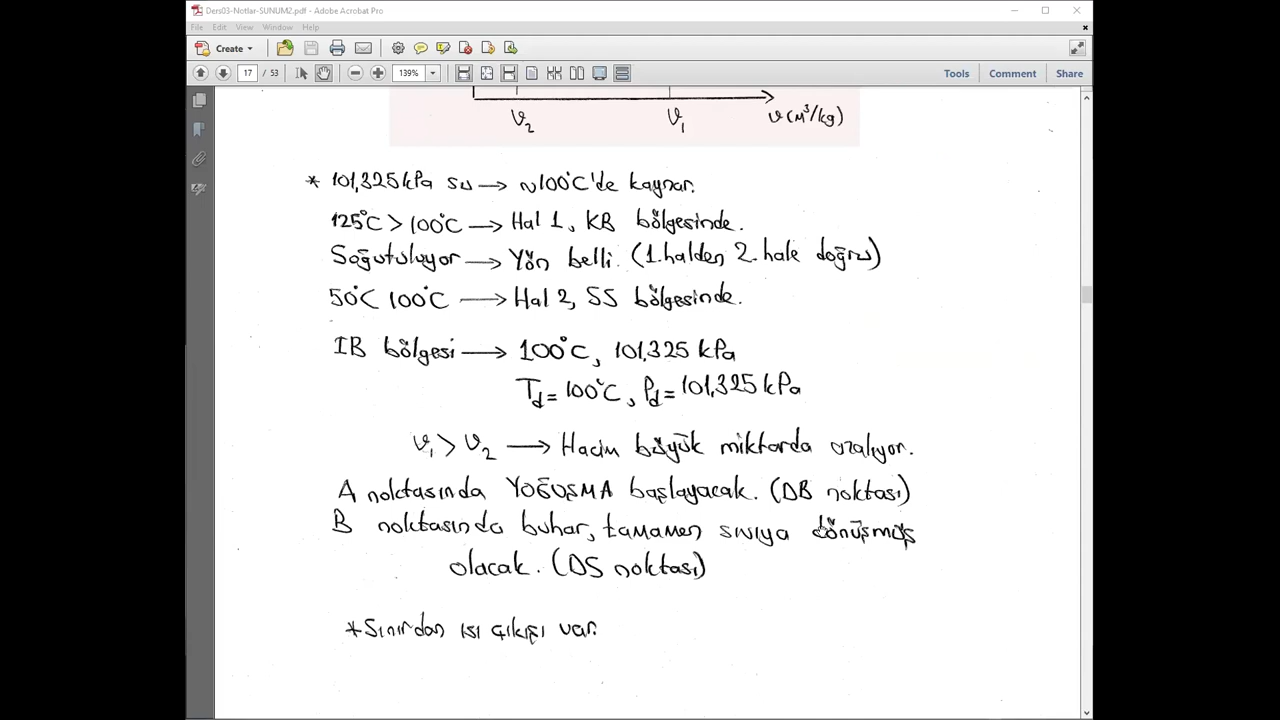 Ders03-Notlar-SUNUM2.pdf - Adobe Acrobat Pro
File Edit View Window Help
Create
17 / 53 139% Tools Comment Share
V2 V1 v (m³/kg)
* 101,325 kPa su → ~100°C'de kaynar.
125°C > 100°C → Hal 1, KB bölgesinde.
Soğutuluyor → Yön belli. (1. halden 2. hale doğru)
50°C < 100°C → Hal 2, SS bölgesinde.
IB bölgesi → 100°C, 101,325 kPa
Td = 100°C, Pd = 101,325 kPa
V1 > V2 → Hacim büyük miktarda azalıyor.
A noktasında YOĞUŞMA başlayacak. (DB noktası)
B noktasında buhar, tamamen sıvıya dönüşmüş
olacak. (DS noktası)
*Sınırdan ısı çıkışı var.